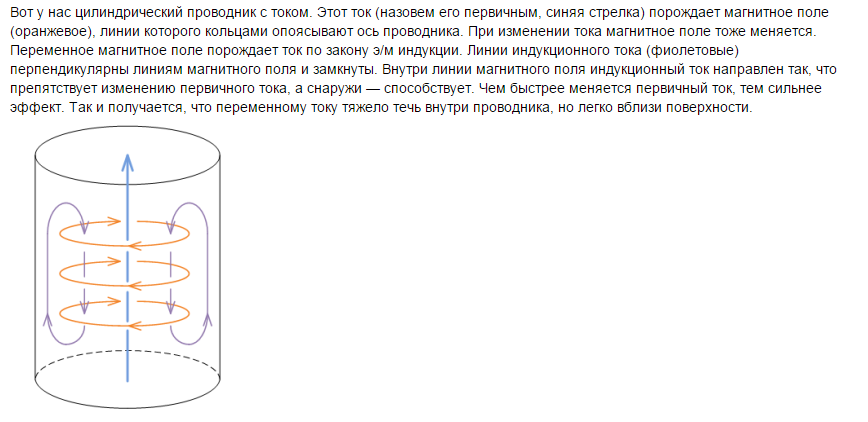 Вот у нас цилиндрический проводник с током. Этот ток (назовем его первичным, синяя стрелка) порождает магнитное поле
(оранжевое), линии которого кольцами опоясывают ось проводника. При изменении тока магнитное поле тоже меняется.
Переменное магнитное поле порождает ток по закону э/м индукции. Линии индукционного тока (фиолетовые)
перпендикулярны линиям магнитного поля и замкнуты. Внутри линии магнитного поля индукционный ток направлен так, что
препятствует изменению первичного тока, а снаружи — способствует. Чем быстрее меняется первичный ток, тем сильнее
эффект. Так и получается, что переменному току тяжело течь внутри проводника, но легко вблизи поверхности.